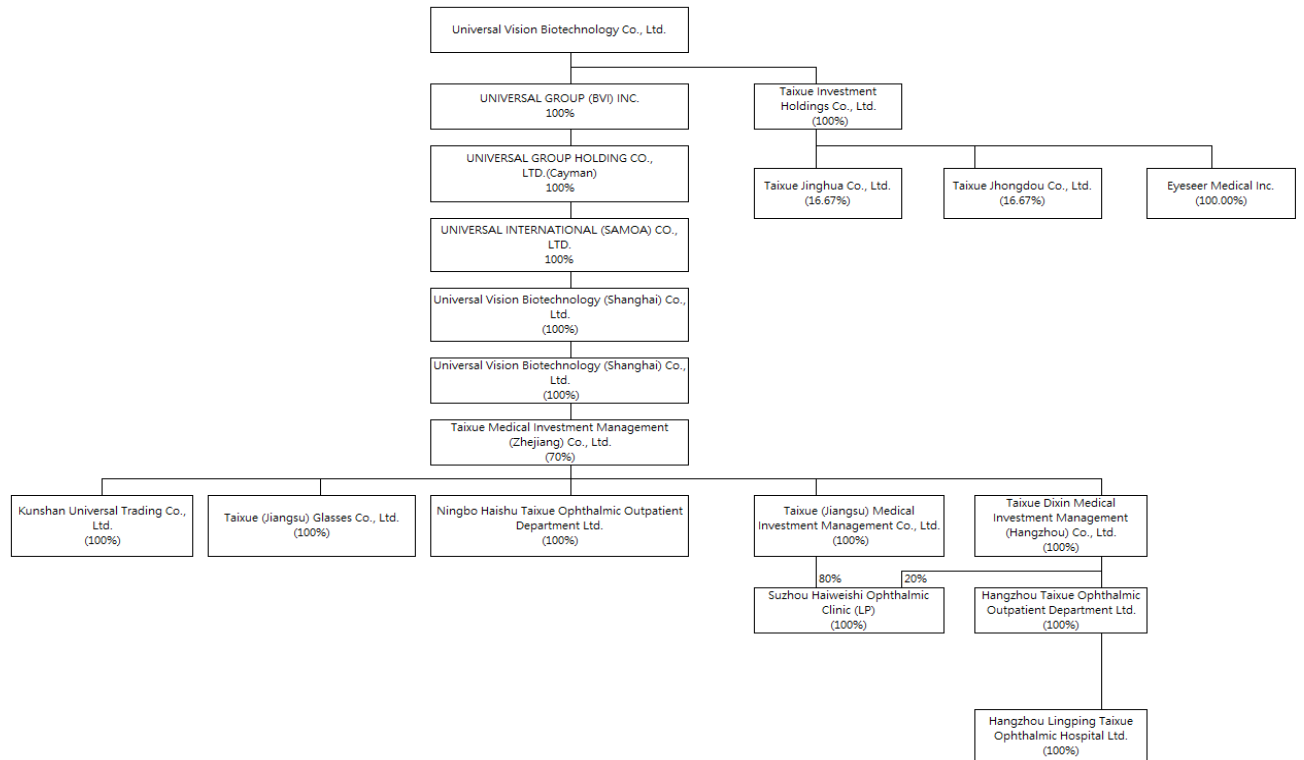 Universal Vision Biotechnology Co., Ltd.
UNIVERSAL GROUP (BVI) INC.
100%
Taixue Investment
Holdings Co., Ltd.
(100%)
UNIVERSAL GROUP HOLDING CO.,
LTD.(Cayman)
100%
Taixue Jinghua Co., Ltd.
(16.67%)
Taixue Jhongdou Co., Ltd.
(16.67%)
Eyeseer Medical Inc.
(100.00%)
UNIVERSAL INTERNATIONAL (SAMOA) CO.,
LTD.
100%
Universal Vision Biotechnology (Shanghai) Co.,
Ltd.
(100%)
Universal Vision Biotechnology (Shanghai) Co.,
Ltd.
(100%)
Taixue Medical Investment Management
(Zhejiang) Co., Ltd.
(70%)
Kunshan Universal Trading Co.,
Ltd.
(100%)
Taixue (Jiangsu) Glasses Co., Ltd.
(100%)
Ningbo Haishu Taixue Ophthalmic Outpatient
Department Ltd.
(100%)
Taixue (Jiangsu) Medical
Investment Management Co., Ltd.
(100%)
Taixue Dixin Medical
Investment Management
(Hangzhou) Co., Ltd.
(100%)
80%
20%
Suzhou Haiweishi Ophthalmic
Clinic (LP)
(100%)
Hangzhou Taixue Ophthalmic
Outpatient Department Ltd.
(100%)
Hangzhou Lingping Taixue
Ophthalmic Hospital Ltd.
(100%)